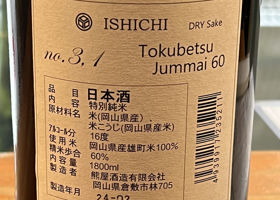 ISHICHI
DRY Sake
no.3,1
Tokubetsu
Jummai 60
品目 日本酒
特別純米
原材料名 米(岡山県産)、
米こうじ(岡山県産米)
アルコール分 16度
使用米 岡山県産雄町米100%
精米歩合 60%
内容量 1800ml
製造者 熊屋酒造有限会社
岡山県倉敷市林705
製造年月 24-03
4939917235217